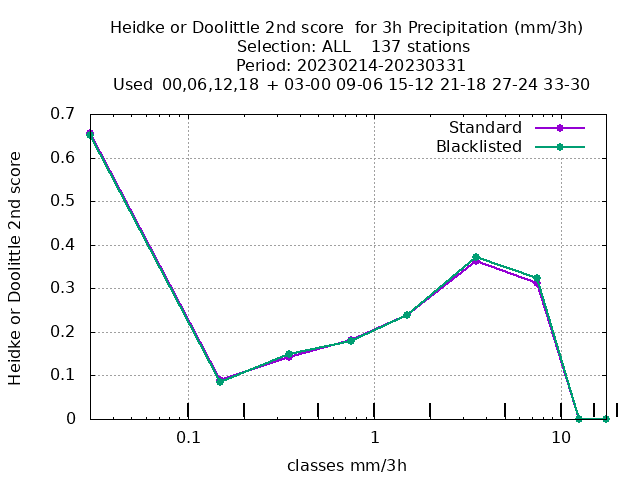 Heidke or Doolittle 2nd score  for 3h Precipitation (mm/3h)
Selection: ALL    137 stations
Period: 20230214-20230331
Used  00,06,12,18  + 03-00 09-06 15-12 21-18 27-24 33-30
Standard
Blacklisted
Heidke or Doolittle 2nd score
0.7
0.6
0.5
0.4
0.3
0.2
0.1
0
0.1
1
10
classes mm/3h